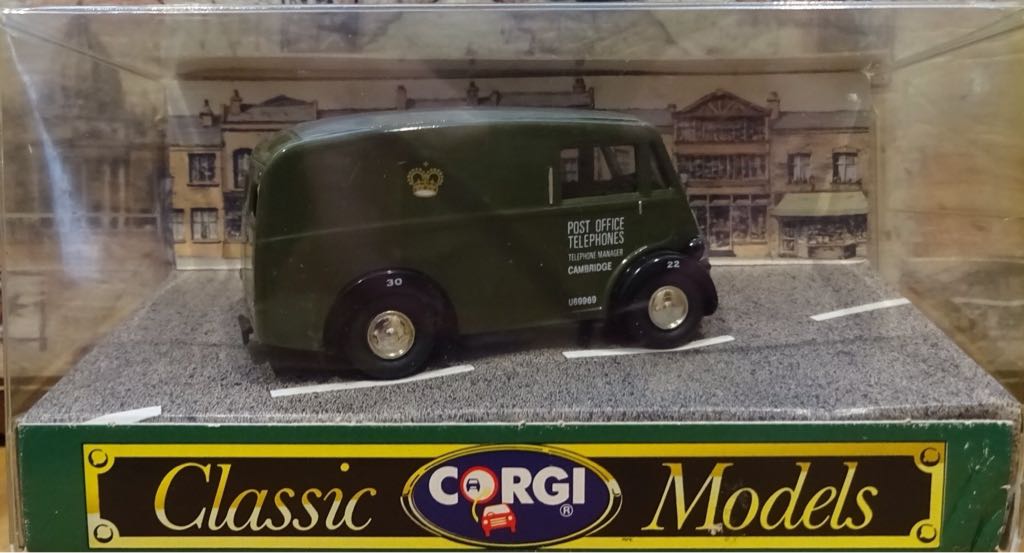 POST OFFICE
TELEPHONES
TELEPHONE MANAGER
CAMBRIDGE
30
22
U69969
Classic CORGI® Models